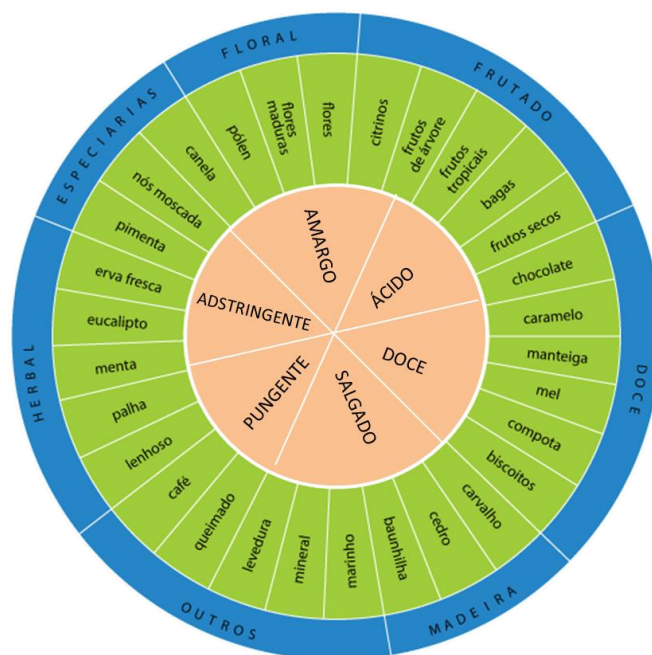 FLORAL
FRUTADO
DOCE
MADEIRA
OUTROS
HERBAL
ESPECIARIAS
flores
citrinos
frutos
de árvore
frutos
tropicais
bagas
frutos secos
chocolate
caramelo
manteiga
mel
compota
biscoitos
carvalho
cedro
baunhilha
marinho
mineral
levedura
queimado
café
lenhoso
palha
menta
eucalipto
erva fresca
pimenta
nós moscada
canela
pólen
flores
maduras
AMARGO
ÁCIDO
DOCE
SALGADO
PUNGENTE
ADSTRINGENTE